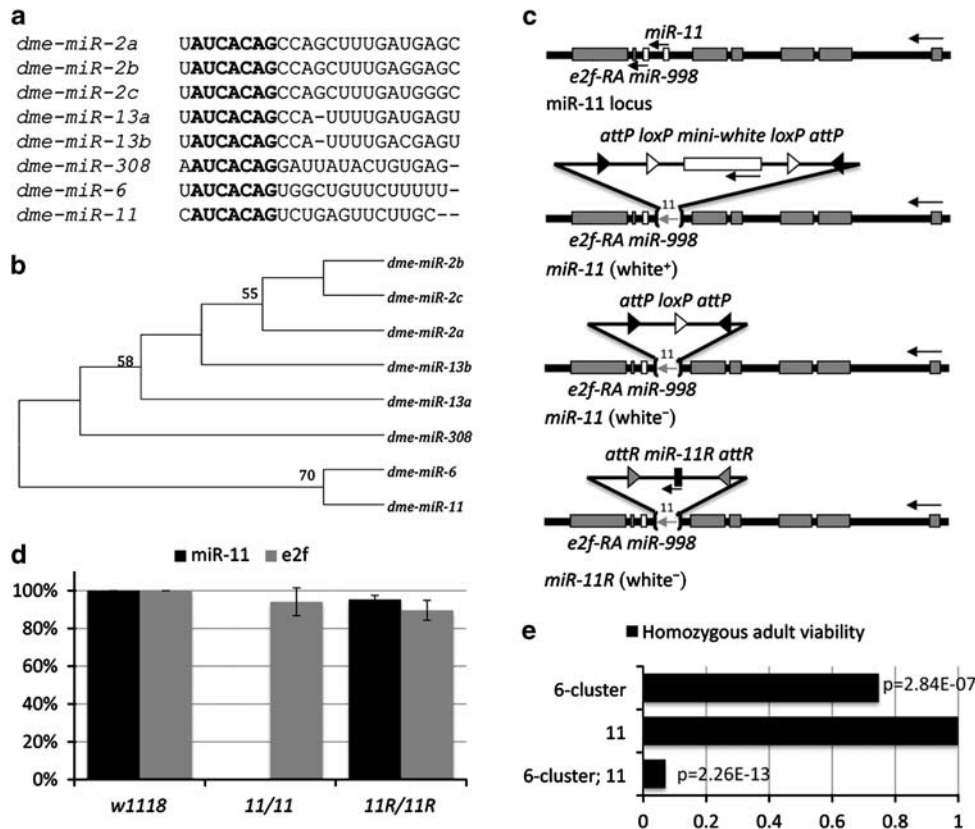 a
dme-miR-2a UAUCACAGCCAGCUUUGAUGAGC
dme-miR-2b UAUCACAGCCAGCUUUGAGGAGC
dme-miR-2c UAUCACAGCCAGCUUUGAUGGGC
dme-miR-13a UAUCACAGCCA-UUUUGAUGAGU
dme-miR-13b UAUCACAGCCA-UUUUGACGAGU
dme-miR-308 AAUCACAGGAUUAUACUGUGAG-
dme-miR-6 UAUCACAGUGGCUGUUCUUUUU-
dme-miR-11 CAUCACAGUCUGAGUUCUUGC--
b
dme-miR-2b
dme-miR-2c
55
dme-miR-2a
dme-miR-13b
58
dme-miR-13a
dme-miR-308
70
dme-miR-6
dme-miR-11
c
miR-11
e2f-RA miR-998
miR-11 locus
attP loxP mini-white loxP attP
11
e2f-RA miR-998
miR-11 (white⁺)
attP loxP attP
11
e2f-RA miR-998
miR-11 (white⁻)
attR miR-11R attR
11
e2f-RA miR-998
miR-11R (white⁻)
d
miR-11 e2f
100%
80%
60%
40%
20%
0%
w1118 11/11 11R/11R
e
Homozygous adult viability
6-cluster p=2.84E-07
11
6-cluster; 11 p=2.26E-13
0 0.2 0.4 0.6 0.8 1